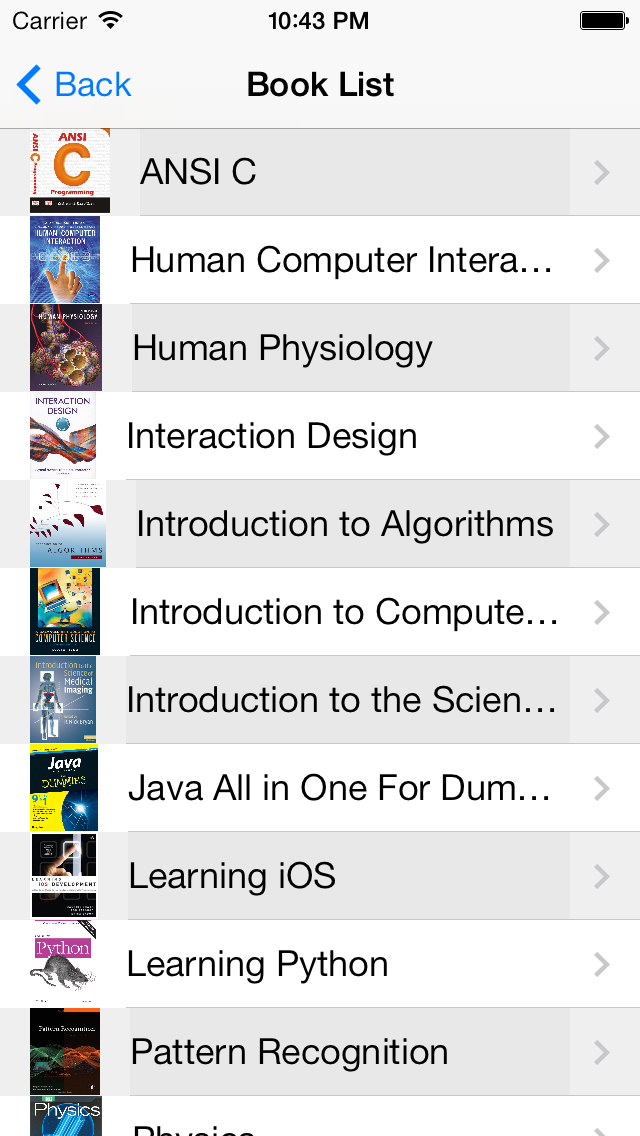 Carrier 10:43 PM
Back Book List
ANSI
C
Programming
ANSI C
HUMAN COMPUTER
INTERACTION
Human Computer Intera…
HUMAN PHYSIOLOGY
Human Physiology
INTERACTION
DESIGN
Interaction Design
ALGORITHMS
Introduction to Algorithms
COMPUTER SCIENCE
Introduction to Compute…
Introduction to the
Science of
Medical
Imaging
Introduction to the Scien…
Java
DUMMIES
Java All in One For Dum…
LEARNING
IOS DEVELOPMENT
Learning iOS
Python
Learning Python
Pattern Recognition
Pattern Recognition
Physics
Physics